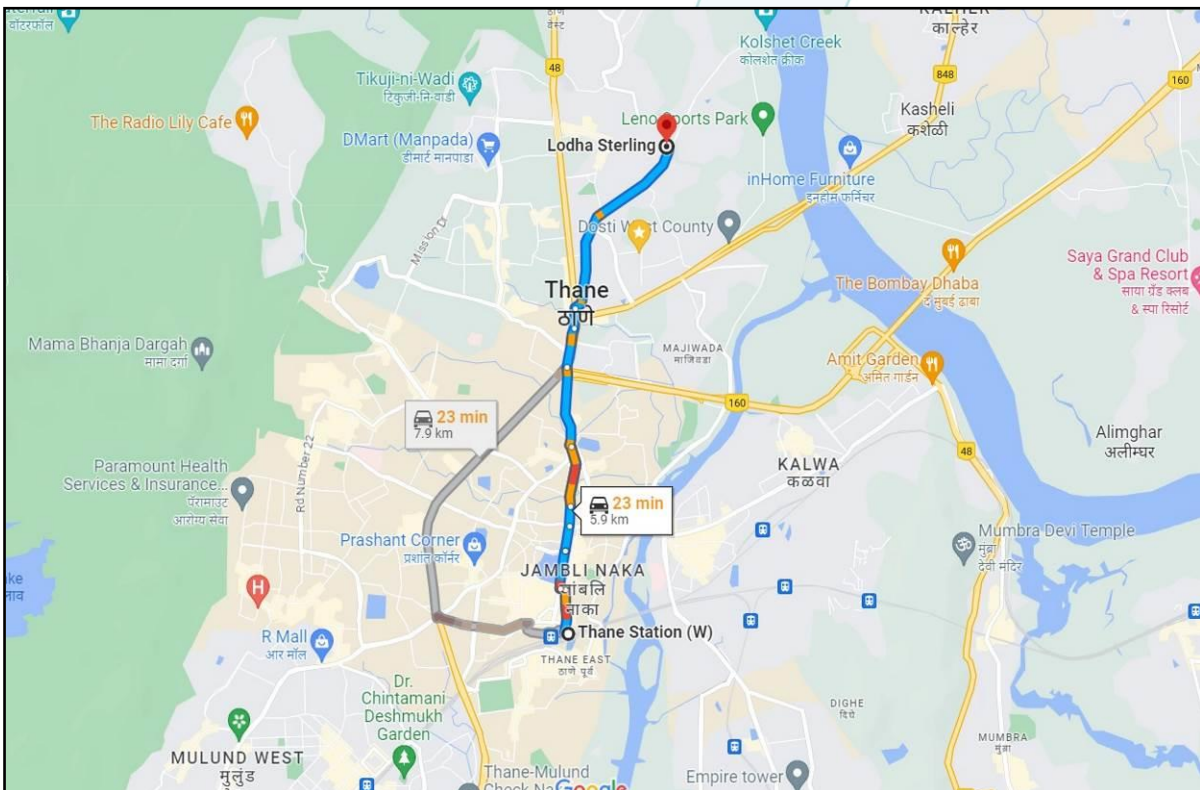 वॉटरफॉल
ठाणे
वेस्ट
Kolshet Creek
कोलशेत क्रीक
काल्हेर
848
160
48
Tikuji-ni-Wadi
टिकुजी-नि-वाडी
The Radio Lily Cafe
DMart (Manpada)
डीमार्ट मानपाडा
Sports Park
Lodha Sterling
Kasheli
कशेळी
inHome Furniture
इनहोम फर्निचर
Mission Dr
Dosti West County
Saya Grand Club
& Spa Resort
साया ग्रँड क्लब
& स्पा रिसोर्ट
The Bombay Dhaba
द मुंबई ढाबा
Thane
ठाणे
Mama Bhanja Dargah
मामा दर्गा
MAJIWADA
माजिवडा
Amit Garden
अमित गार्डन
160
23 min
7.9 km
Rd Number 22
Alimghar
अलीमघर
48
KALWA
कळवा
Paramount Health
Services & Insurance...
पॅरामाउट
आरोग्य सेवा
23 min
5.9 km
Prashant Corner
प्रशांत कॉर्नर
Mumbra Devi Temple
मुंब्रा
देवी मंदिर
JAMBLI NAKA
जांबलि
नाका
H
R Mall
आर मॉल
Thane Station (W)
THANE EAST
ठाणे पूर्व
Dr.
Chintamani
Deshmukh
Garden
DIGHE
दिघे
MUMBRA
मुंब्रा
MULUND WEST
मुलुंड
Thane-Mulund
Google
Empire tower